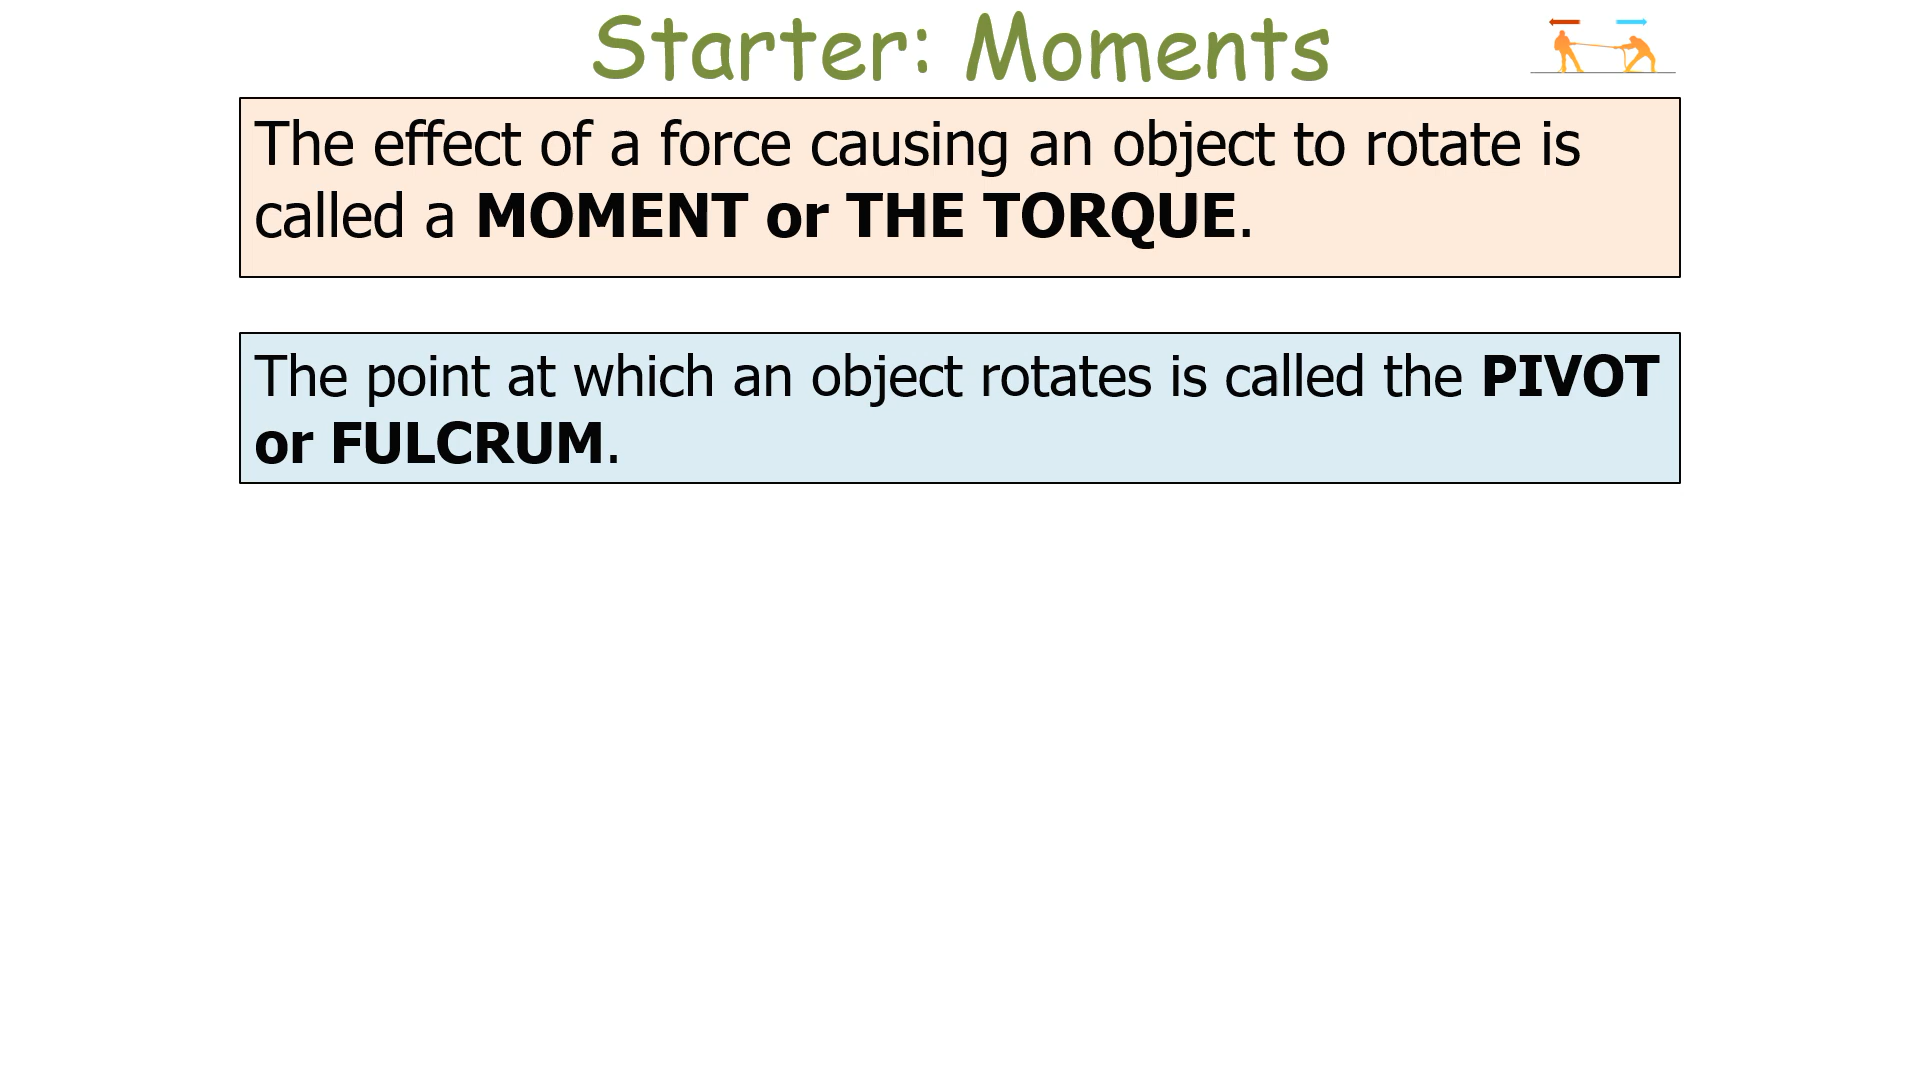 Starter: Moments
The effect of a force causing an object to rotate is
called a MOMENT or THE TORQUE.
The point at which an object rotates is called the PIVOT
or FULCRUM.